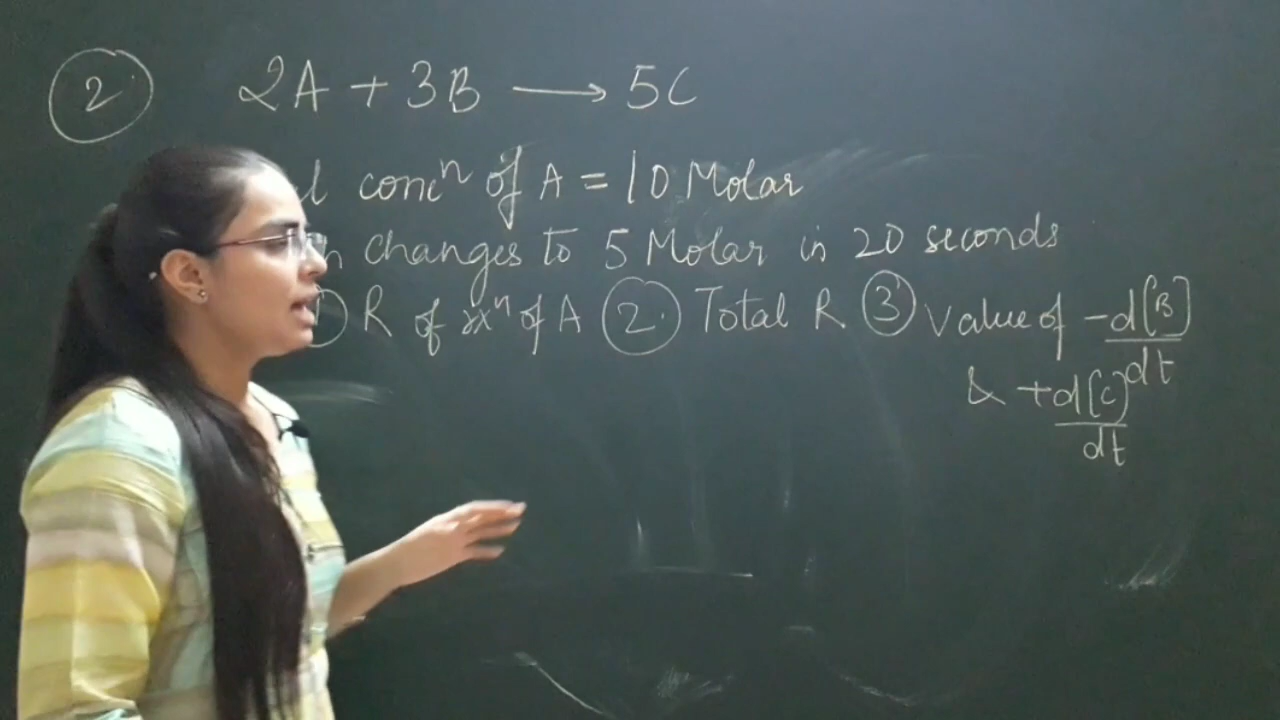 2. 2A + 3B ⟶ 5C
l concⁿ of A = 10 Molar
n changes to 5 Molar in 20 seconds
R of rxⁿ of A 2. Total R 3 Value of -d[B]/dt
& +d[C]/dt